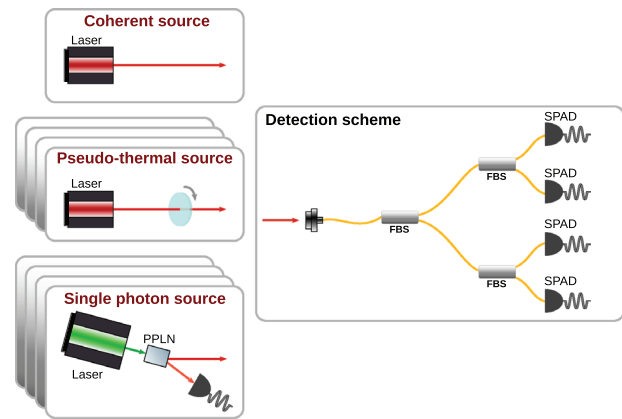 Coherent source
Laser
Pseudo-thermal source
Laser
Single photon source
PPLN
Laser
Detection scheme
SPAD
FBS
SPAD
FBS
SPAD
SPAD
FBS